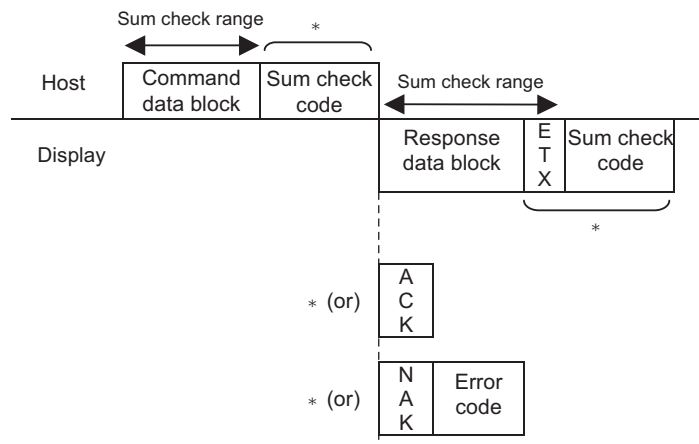 Sum check range
*
Host
Command
data block
Sum check
code
Sum check range
Display
Response
data block
E
T
X
Sum check
code
*
* (or)
A
C
K
* (or)
N
A
K
Error
code